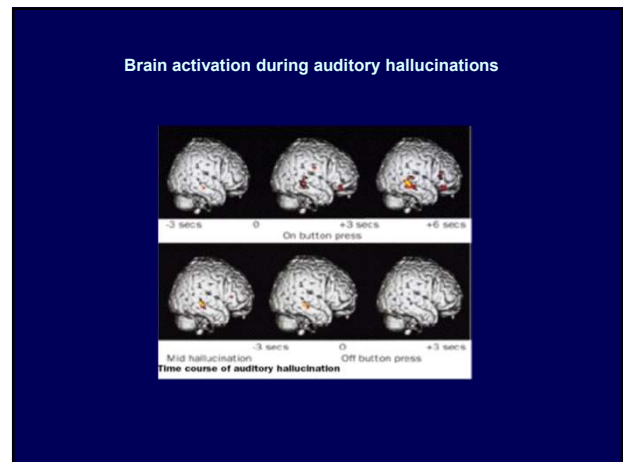 Brain activation during auditory hallucinations
-3 secs 0 +3 secs +6 secs
On button press
-3 secs 0 +3 secs
Mid hallucination Off button press
Time course of auditory hallucination